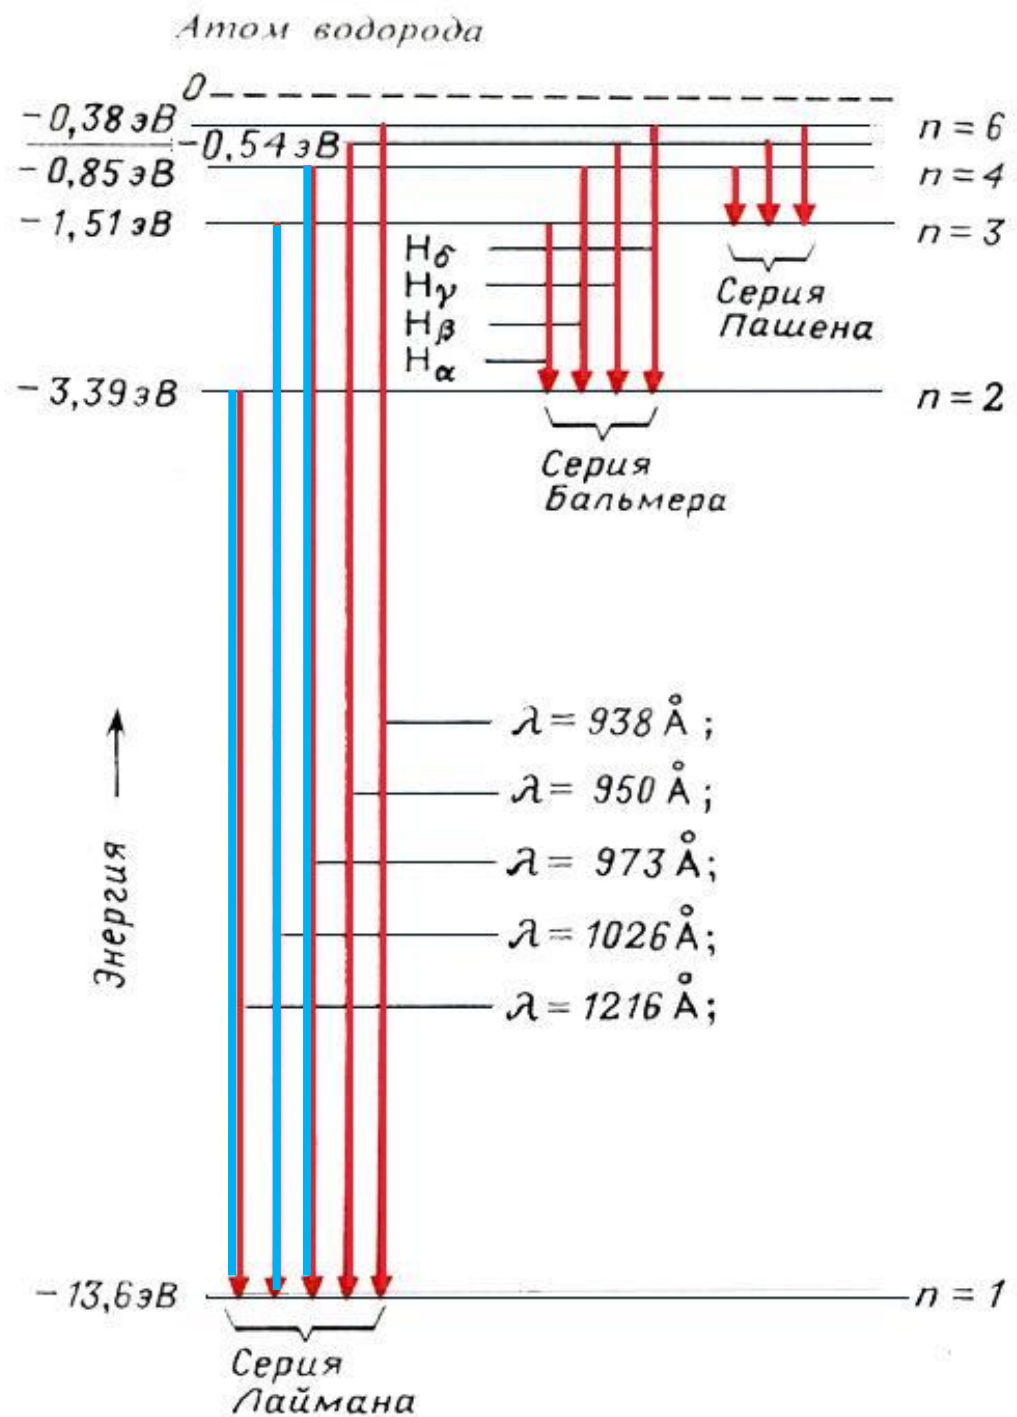 Атом водорода
0
−0,38 эВ
n = 6
−0,54 эВ
−0,85 эВ
n = 4
−1,51 эВ
n = 3
Hδ
Hγ
Hβ
Hα
Серия
Пашена
−3,39 эВ
n = 2
Серия
Бальмера
λ = 938 Å ;
λ = 950 Å ;
λ = 973 Å;
λ = 1026 Å;
λ = 1216 Å;
Энергия
−13,6 эВ
n = 1
Серия
Лаймана